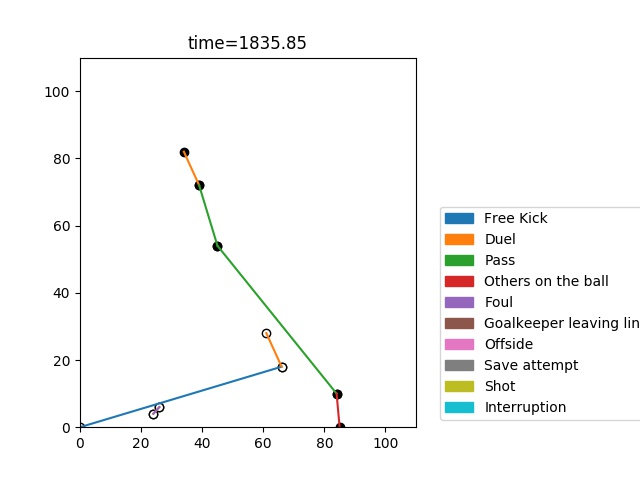 time=1835.85
100
80
60
40
20
0
0 20 40 60 80 100
Free Kick
Duel
Pass
Others on the ball
Foul
Goalkeeper leaving lin
Offside
Save attempt
Shot
Interruption